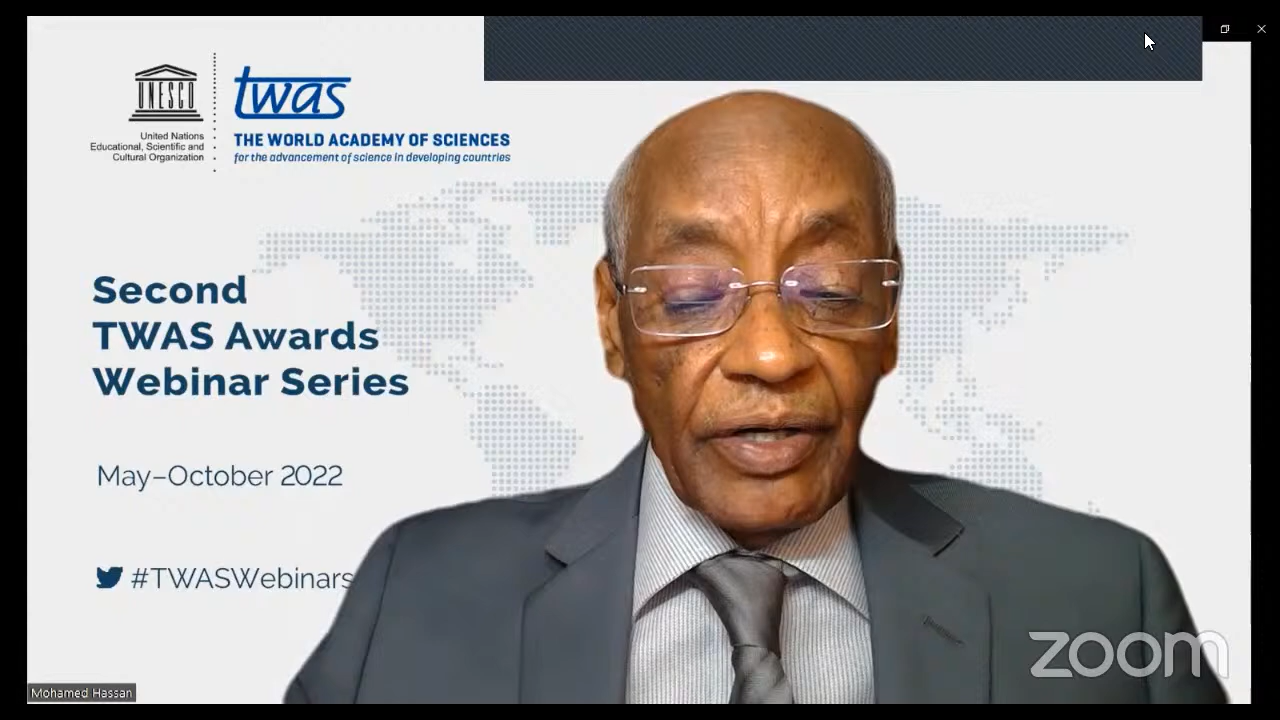 UNESCO
United Nations
Educational, Scientific and
Cultural Organization
twas
THE WORLD ACADEMY OF SCIENCES
for the advancement of science in developing countries
Second
TWAS Awards
Webinar Series
May–October 2022
#TWASWebinars
zoom
Mohamed Hassan